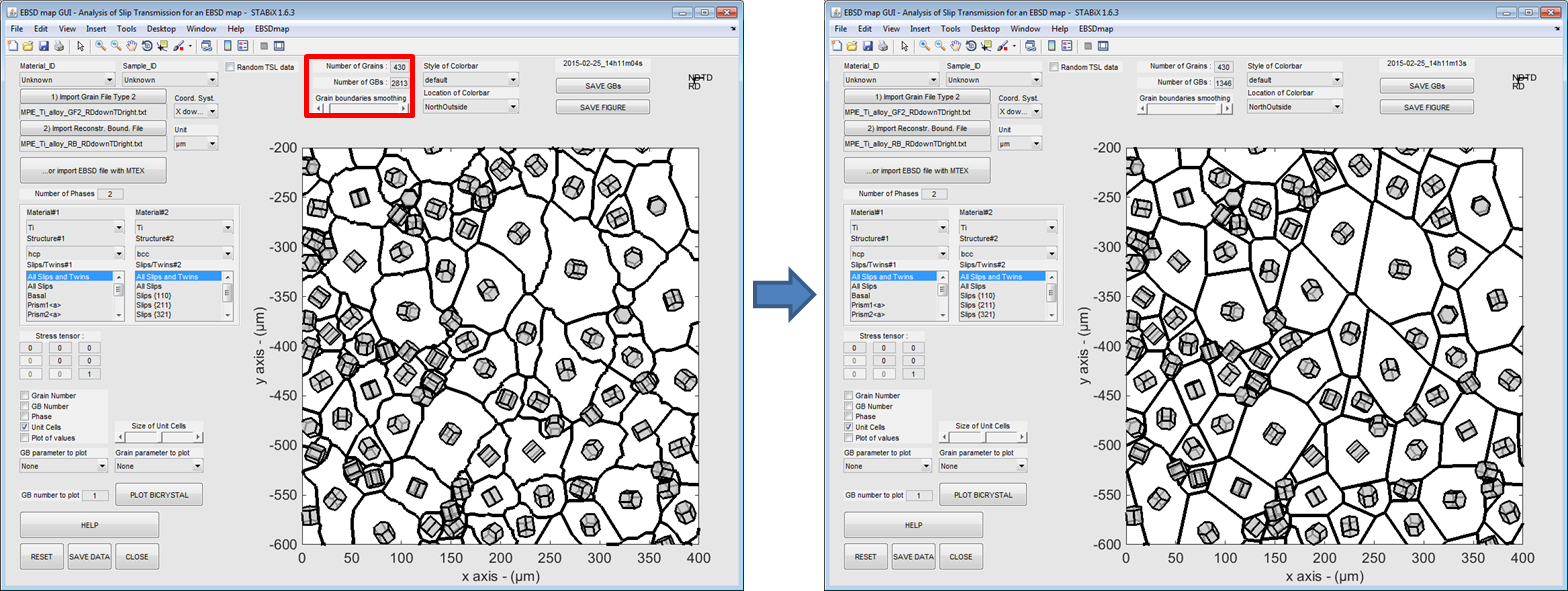 EBSD map GUI - Analysis of Slip Transmission for an EBSD map - STABiX 1.6.3
File Edit View Insert Tools Desktop Window Help EBSDmap
Material_ID
Sample_ID
Random TSL data
Unknown
Unknown
Number of Grains : 430
Number of GBs : 2813
Grain boundaries smoothing
Style of Colorbar
default
Location of Colorbar
NorthOutside
2015-02-25_14h11m04s
SAVE GBs
SAVE FIGURE
RD
1) Import Grain File Type 2
MPIE_Ti_alloy_GF2_RDdownTDright.txt
2) Import Reconstr. Bound. File
MPIE_Ti_alloy_RB_RDdownTDright.txt
Coord. Syst.
X dow...
Unit
µm
...or import EBSD file with MTEX
Number of Phases : 2
Material#1
Material#2
Ti
Ti
Structure#1
Structure#2
hcp
bcc
Slips/Twins#1
Slips/Twins#2
All Slips and Twins
All Slips
Basal
Prism1<a>
Prism2<a>
All Slips and Twins
All Slips
Slips {110}
Slips {211}
Slips {321}
Stress tensor :
0 0 0
0 0 0
0 0 1
Grain Number
GB Number
Phase
Unit Cells
Plot of values
Size of Unit Cells
GB parameter to plot
Grain parameter to plot
None
None
GB number to plot 1
PLOT BICRYSTAL
HELP
RESET
SAVE DATA
CLOSE
-200
-250
-300
-350
-400
-450
-500
-550
-600
y axis - (µm)
0 50 100 150 200 250 300 350 400
x axis - (µm)
EBSD map GUI - Analysis of Slip Transmission for an EBSD map - STABiX 1.6.3
File Edit View Insert Tools Desktop Window Help EBSDmap
Material_ID
Sample_ID
Random TSL data
Unknown
Unknown
Number of Grains : 430
Number of GBs : 1346
Grain boundaries smoothing
Style of Colorbar
default
Location of Colorbar
NorthOutside
2015-02-25_14h11m13s
SAVE GBs
SAVE FIGURE
RD
1) Import Grain File Type 2
MPIE_Ti_alloy_GF2_RDdownTDright.txt
2) Import Reconstr. Bound. File
MPIE_Ti_alloy_RB_RDdownTDright.txt
Coord. Syst.
X dow...
Unit
µm
...or import EBSD file with MTEX
Number of Phases : 2
Material#1
Material#2
Ti
Ti
Structure#1
Structure#2
hcp
bcc
Slips/Twins#1
Slips/Twins#2
All Slips and Twins
All Slips
Basal
Prism1<a>
Prism2<a>
All Slips and Twins
All Slips
Slips {110}
Slips {211}
Slips {321}
Stress tensor :
0 0 0
0 0 0
0 0 1
Grain Number
GB Number
Phase
Unit Cells
Plot of values
Size of Unit Cells
GB parameter to plot
Grain parameter to plot
None
None
GB number to plot 1
PLOT BICRYSTAL
HELP
RESET
SAVE DATA
CLOSE
-200
-250
-300
-350
-400
-450
-500
-550
-600
y axis - (µm)
0 50 100 150 200 250 300 350 400
x axis - (µm)